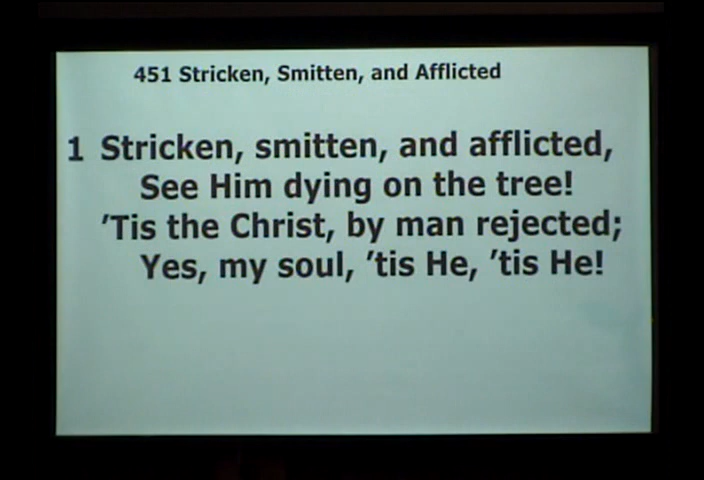 451 Stricken, Smitten, and Afflicted
1 Stricken, smitten, and afflicted,
See Him dying on the tree!
’Tis the Christ, by man rejected;
Yes, my soul, ’tis He, ’tis He!